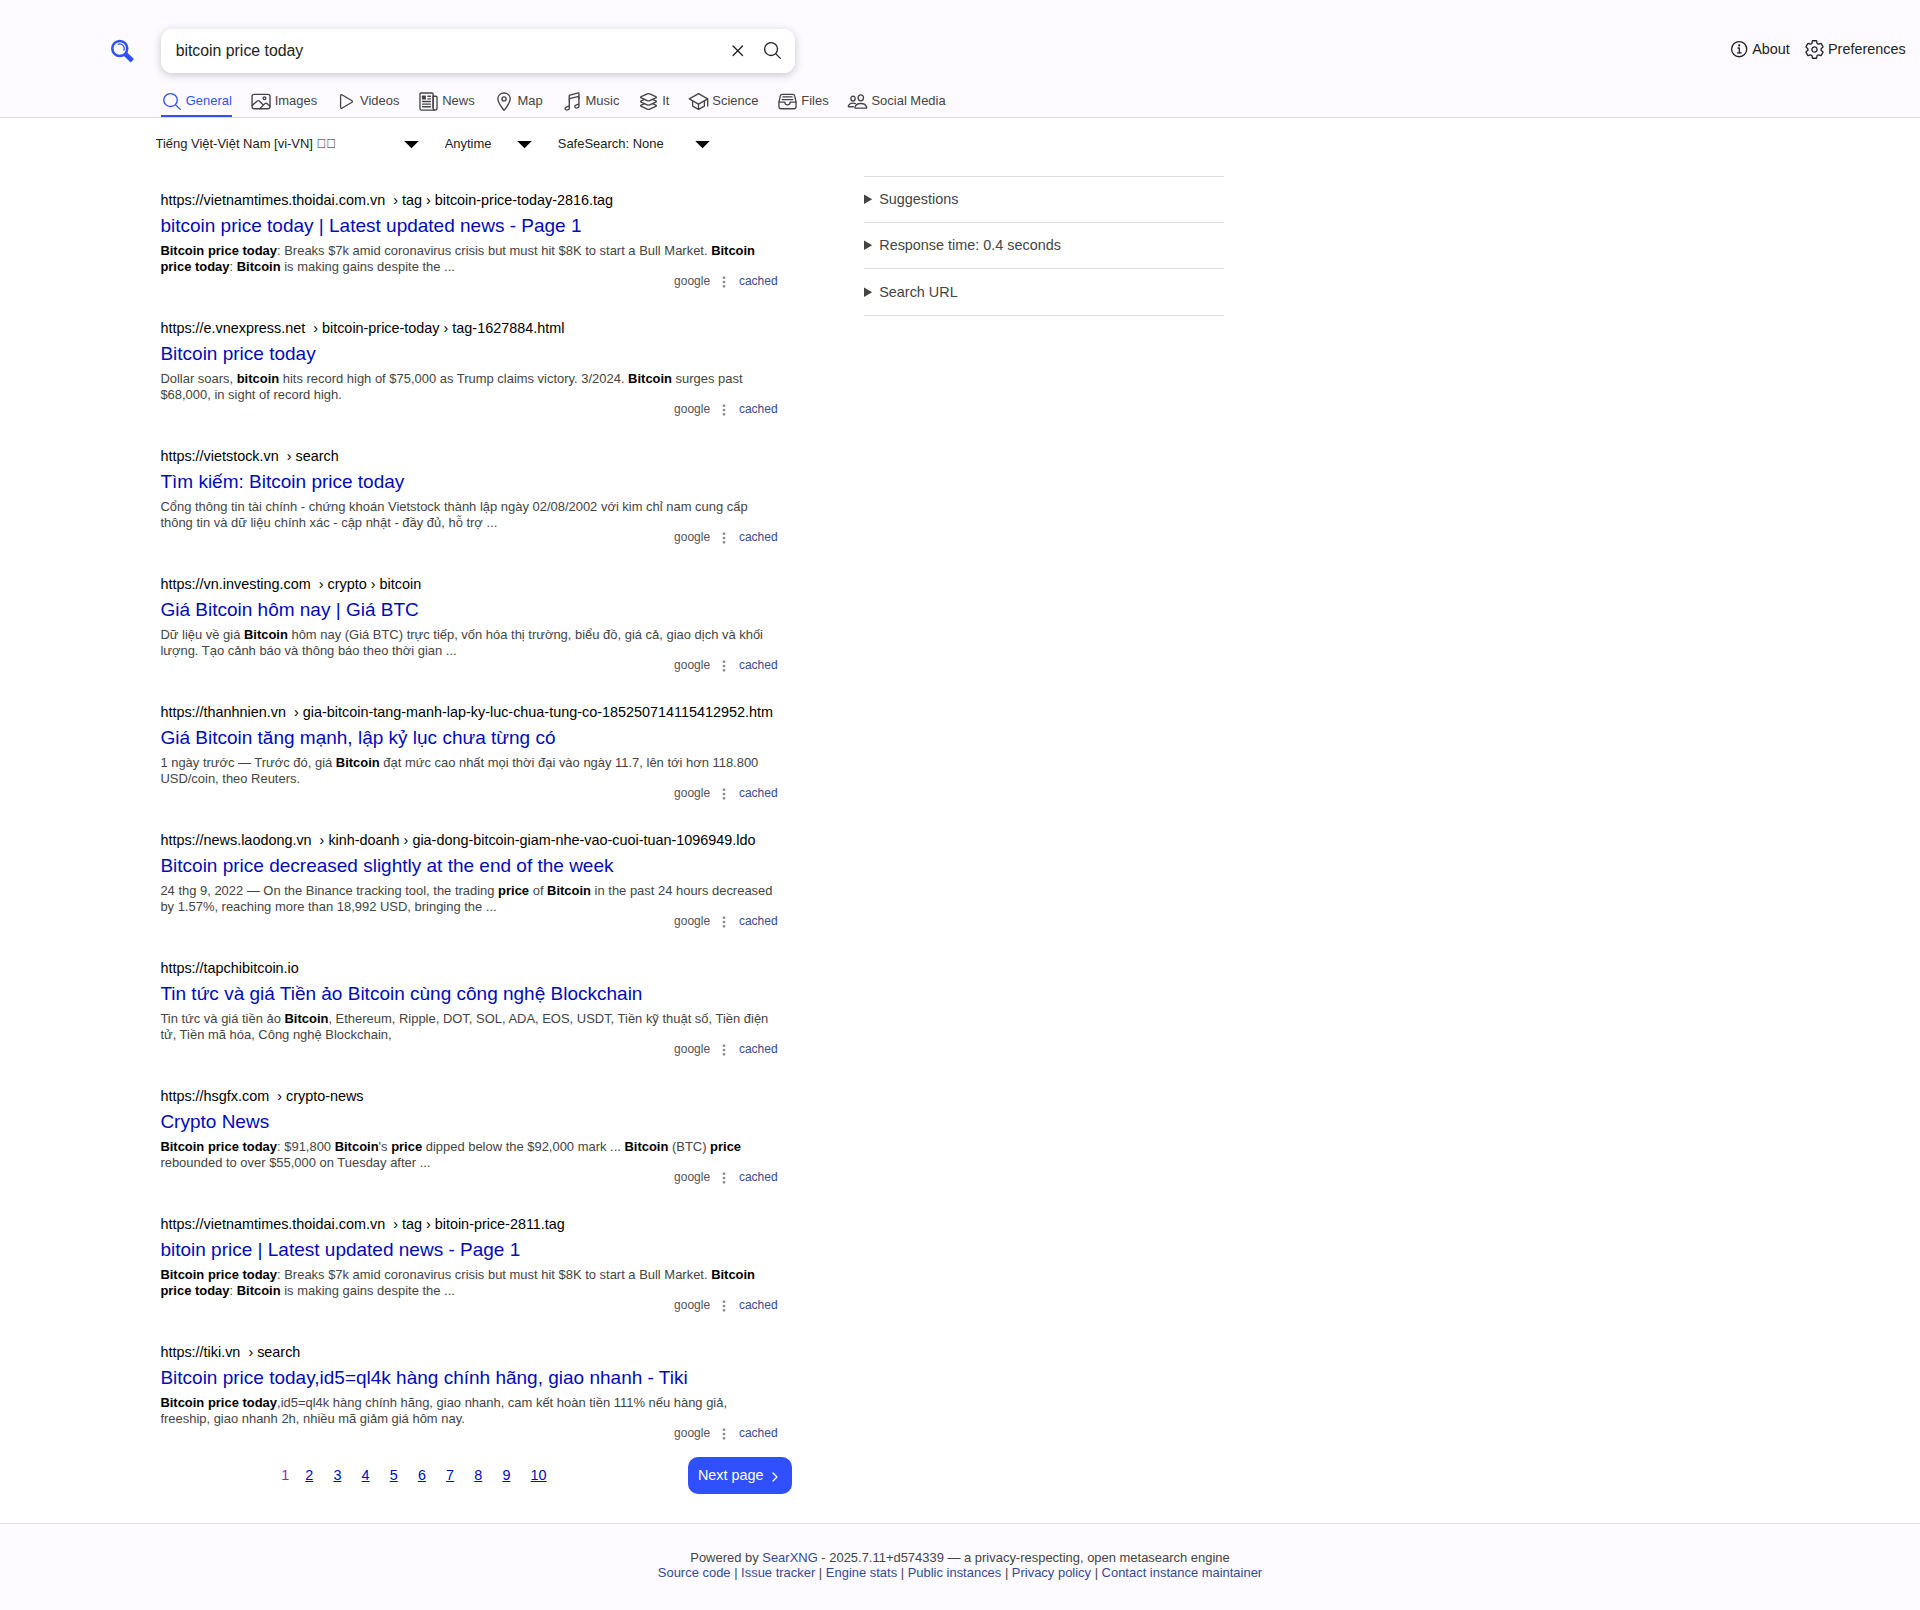 bitcoin price today
About
Preferences
General
Images
Videos
News
Map
Music
It
Science
Files
Social Media
Tiếng Việt-Việt Nam [vi-VN]
Anytime
SafeSearch: None
https://vietnamtimes.thoidai.com.vn › tag › bitcoin-price-today-2816.tag
bitcoin price today | Latest updated news - Page 1
Bitcoin price today: Breaks $7k amid coronavirus crisis but must hit $8K to start a Bull Market. Bitcoin
price today: Bitcoin is making gains despite the ...
google
cached
https://e.vnexpress.net › bitcoin-price-today › tag-1627884.html
Bitcoin price today
Dollar soars, bitcoin hits record high of $75,000 as Trump claims victory. 3/2024. Bitcoin surges past
$68,000, in sight of record high.
google
cached
https://vietstock.vn › search
Tìm kiếm: Bitcoin price today
Cổng thông tin tài chính - chứng khoán Vietstock thành lập ngày 02/08/2002 với kim chỉ nam cung cấp
thông tin và dữ liệu chính xác - cập nhật - đầy đủ, hỗ trợ ...
google
cached
https://vn.investing.com › crypto › bitcoin
Giá Bitcoin hôm nay | Giá BTC
Dữ liệu về giá Bitcoin hôm nay (Giá BTC) trực tiếp, vốn hóa thị trường, biểu đồ, giá cả, giao dịch và khối
lượng. Tạo cảnh báo và thông báo theo thời gian ...
google
cached
https://thanhnien.vn › gia-bitcoin-tang-manh-lap-ky-luc-chua-tung-co-185250714115412952.htm
Giá Bitcoin tăng mạnh, lập kỷ lục chưa từng có
1 ngày trước — Trước đó, giá Bitcoin đạt mức cao nhất mọi thời đại vào ngày 11.7, lên tới hơn 118.800
USD/coin, theo Reuters.
google
cached
https://news.laodong.vn › kinh-doanh › gia-dong-bitcoin-giam-nhe-vao-cuoi-tuan-1096949.ldo
Bitcoin price decreased slightly at the end of the week
24 thg 9, 2022 — On the Binance tracking tool, the trading price of Bitcoin in the past 24 hours decreased
by 1.57%, reaching more than 18,992 USD, bringing the ...
google
cached
https://tapchibitcoin.io
Tin tức và giá Tiền ảo Bitcoin cùng công nghệ Blockchain
Tin tức và giá tiền ảo Bitcoin, Ethereum, Ripple, DOT, SOL, ADA, EOS, USDT, Tiền kỹ thuật số, Tiền điện
tử, Tiền mã hóa, Công nghệ Blockchain,
google
cached
https://hsgfx.com › crypto-news
Crypto News
Bitcoin price today: $91,800 Bitcoin's price dipped below the $92,000 mark ... Bitcoin (BTC) price
rebounded to over $55,000 on Tuesday after ...
google
cached
https://vietnamtimes.thoidai.com.vn › tag › bitoin-price-2811.tag
bitoin price | Latest updated news - Page 1
Bitcoin price today: Breaks $7k amid coronavirus crisis but must hit $8K to start a Bull Market. Bitcoin
price today: Bitcoin is making gains despite the ...
google
cached
https://tiki.vn › search
Bitcoin price today,id5=ql4k hàng chính hãng, giao nhanh - Tiki
Bitcoin price today,id5=ql4k hàng chính hãng, giao nhanh, cam kết hoàn tiền 111% nếu hàng giả,
freeship, giao nhanh 2h, nhiều mã giảm giá hôm nay.
google
cached
1 2 3 4 5 6 7 8 9 10
Next page
Suggestions
Response time: 0.4 seconds
Search URL
Powered by SearXNG - 2025.7.11+d574339 — a privacy-respecting, open metasearch engine
Source code | Issue tracker | Engine stats | Public instances | Privacy policy | Contact instance maintainer